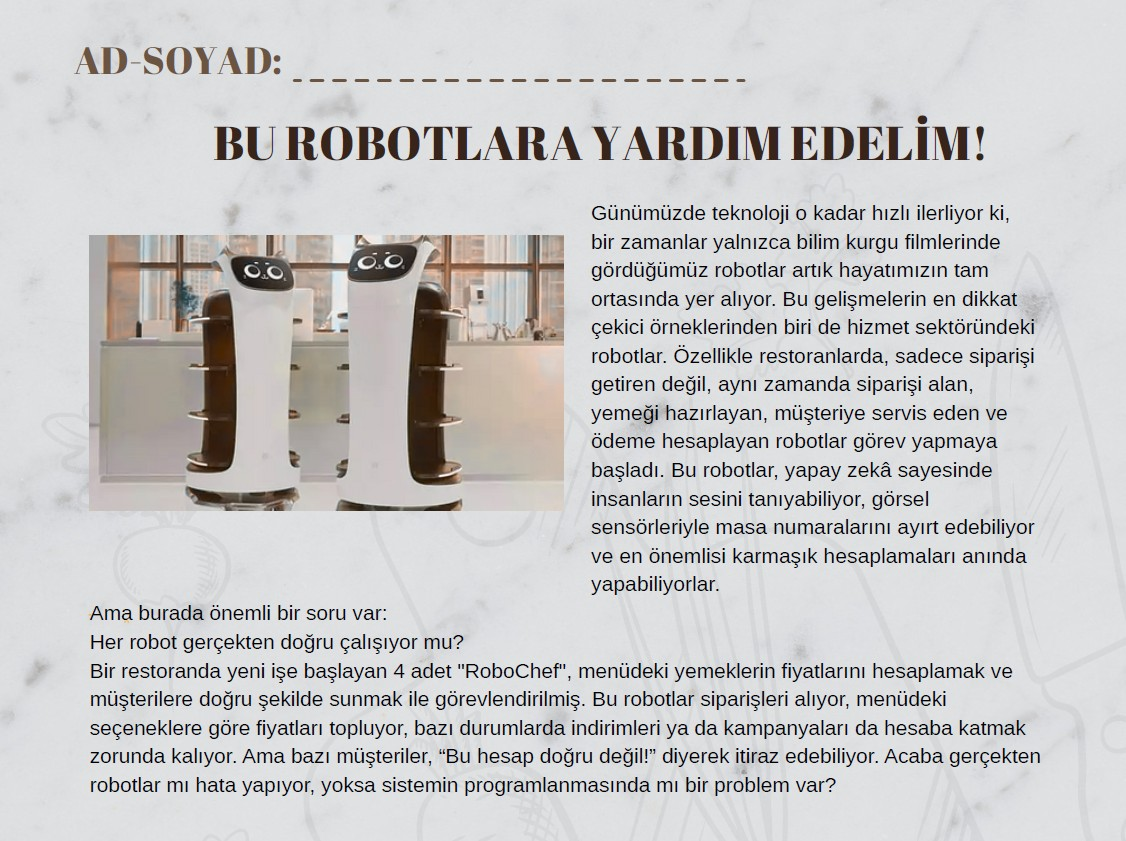 AD-SOYAD: _ _ _ _ _ _ _ _ _ _ _ _ _ _ _ _ _ _ _ _ _ _ _
BU ROBOTLARA YARDIM EDELİM!
Günümüzde teknoloji o kadar hızlı ilerliyor ki,
bir zamanlar yalnızca bilim kurgu filmlerinde
gördüğümüz robotlar artık hayatımızın tam
ortasında yer alıyor. Bu gelişmelerin en dikkat
çekici örneklerinden biri de hizmet sektöründeki
robotlar. Özellikle restoranlarda, sadece siparişi
getiren değil, aynı zamanda siparişi alan,
yemeği hazırlayan, müşteriye servis eden ve
ödeme hesaplayan robotlar görev yapmaya
başladı. Bu robotlar, yapay zekâ sayesinde
insanların sesini tanıyabiliyor, görsel
sensörleriyle masa numaralarını ayırt edebiliyor
ve en önemlisi karmaşık hesaplamaları anında
yapabiliyorlar.
Ama burada önemli bir soru var:
Her robot gerçekten doğru çalışıyor mu?
Bir restoranda yeni işe başlayan 4 adet "RoboChef", menüdeki yemeklerin fiyatlarını hesaplamak ve
müşterilere doğru şekilde sunmak ile görevlendirilmiş. Bu robotlar siparişleri alıyor, menüdeki
seçeneklere göre fiyatları topluyor, bazı durumlarda indirimleri ya da kampanyaları da hesaba katmak
zorunda kalıyor. Ama bazı müşteriler, “Bu hesap doğru değil!” diyerek itiraz edebiliyor. Acaba gerçekten
robotlar mı hata yapıyor, yoksa sistemin programlanmasında mı bir problem var?